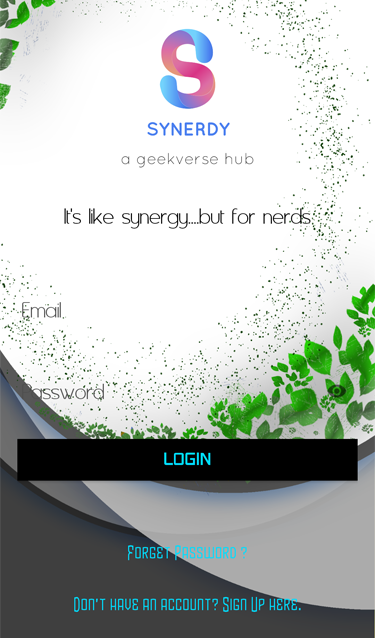 S
SYNERDY
a geekverse hub
It's like synergy....but for nerds.
Email
Password
LOGIN
Forget Password ?
Don't have an account? Sign Up here.